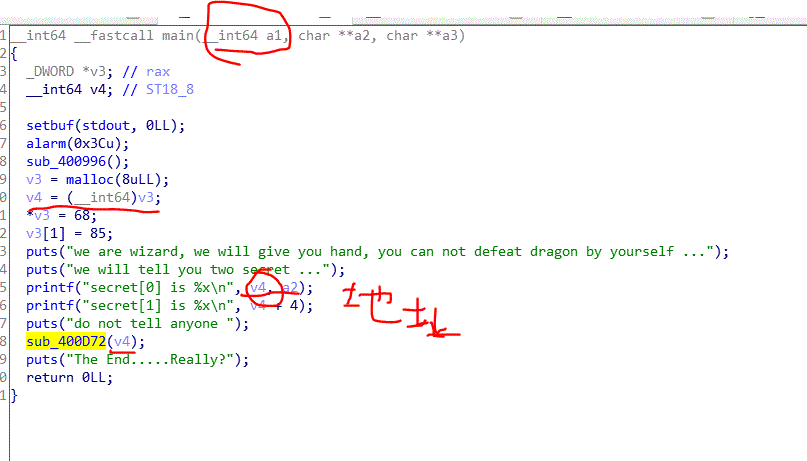 1 __int64 __fastcall main(__int64 a1, char **a2, char **a3)
2 {
3 _DWORD *v3; // rax
4 __int64 v4; // ST18_8
5
6 setbuf(stdout, 0LL);
7 alarm(0x3Cu);
8 sub_400996();
9 v3 = malloc(8uLL);
0 v4 = (__int64)v3;
1 *v3 = 68;
2 v3[1] = 85;
3 puts("we are wizard, we will give you hand, you can not defeat dragon by yourself ...");
4 puts("we will tell you two secret ...");
5 printf("secret[0] is %x\n", v4, a2);
6 printf("secret[1] is %x\n", v4 + 4);
地址
7 puts("do not tell anyone ");
8 sub_400D72(v4);
9 puts("The End.....Really?");
0 return 0LL;
1 }